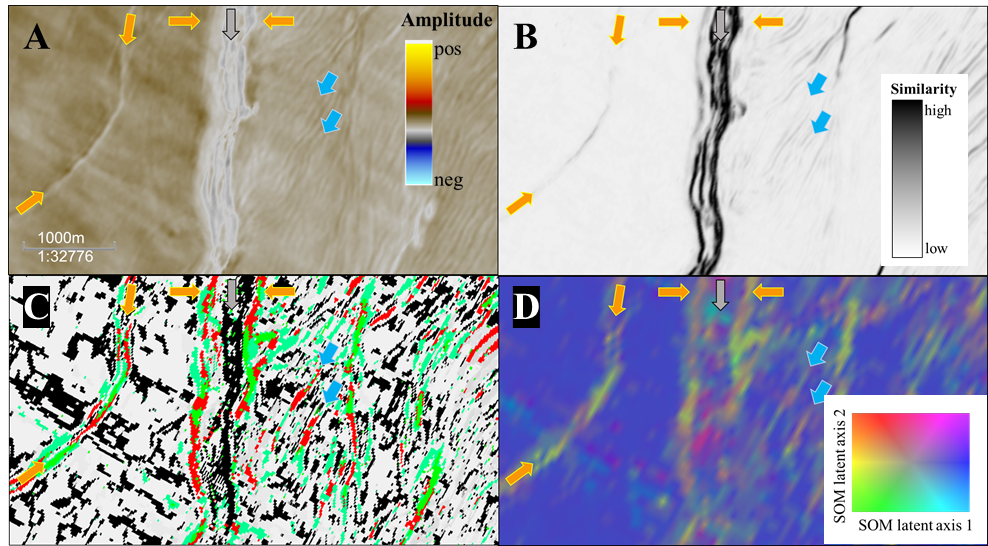 A
Amplitude
pos
neg
1000m
1:32776
B
Similarity
high
low
C
D
SOM latent axis 2
SOM latent axis 1